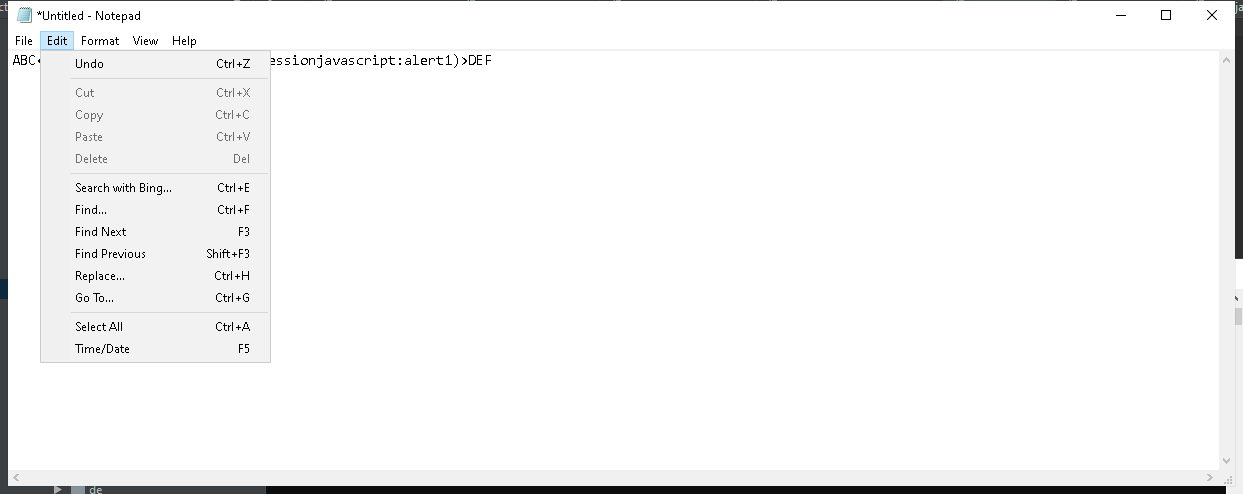 *Untitled - Notepad
File Edit Format View Help
ABC essionjavascript:alert1)>DEF
Undo Ctrl+Z
Cut Ctrl+X
Copy Ctrl+C
Paste Ctrl+V
Delete Del
Search with Bing... Ctrl+E
Find... Ctrl+F
Find Next F3
Find Previous Shift+F3
Replace... Ctrl+H
Go To... Ctrl+G
Select All Ctrl+A
Time/Date F5
de